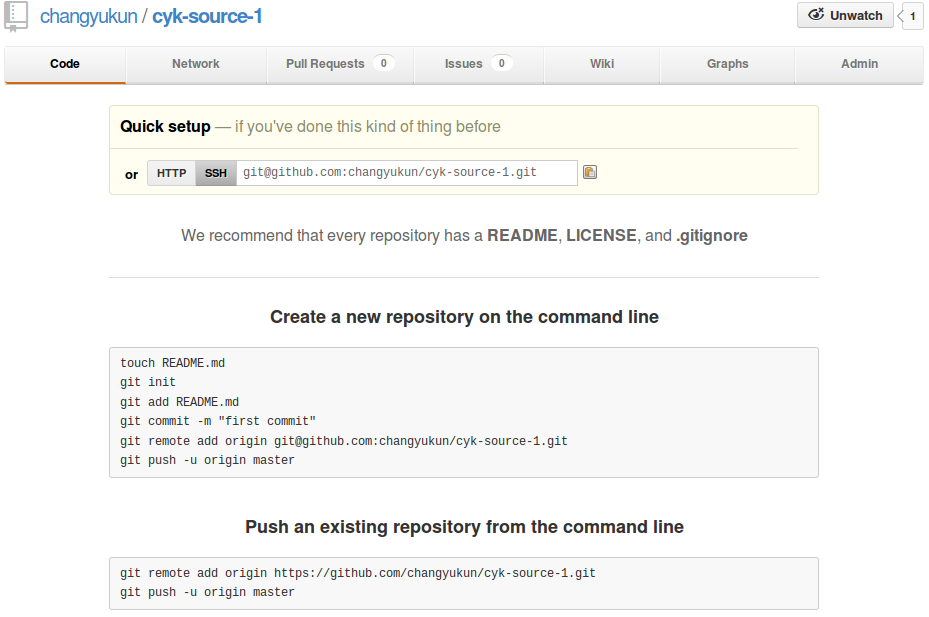 changyukun / cyk-source-1
Unwatch 1
Code Network Pull Requests 0 Issues 0 Wiki Graphs Admin
Quick setup — if you've done this kind of thing before
or HTTP SSH git@github.com:changyukun/cyk-source-1.git
We recommend that every repository has a README, LICENSE, and .gitignore
Create a new repository on the command line
touch README.md
git init
git add README.md
git commit -m "first commit"
git remote add origin git@github.com:changyukun/cyk-source-1.git
git push -u origin master
Push an existing repository from the command line
git remote add origin https://github.com/changyukun/cyk-source-1.git
git push -u origin master